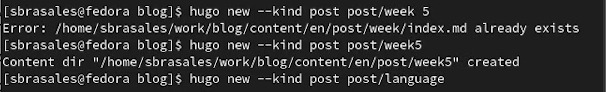 [sbrasales@fedora blog]$ hugo new --kind post post/week 5
Error: /home/sbrasales/work/blog/content/en/post/week/index.md already exists
[sbrasales@fedora blog]$ hugo new --kind post post/week5
Content dir "/home/sbrasales/work/blog/content/en/post/week5" created
[sbrasales@fedora blog]$ hugo new --kind post post/language